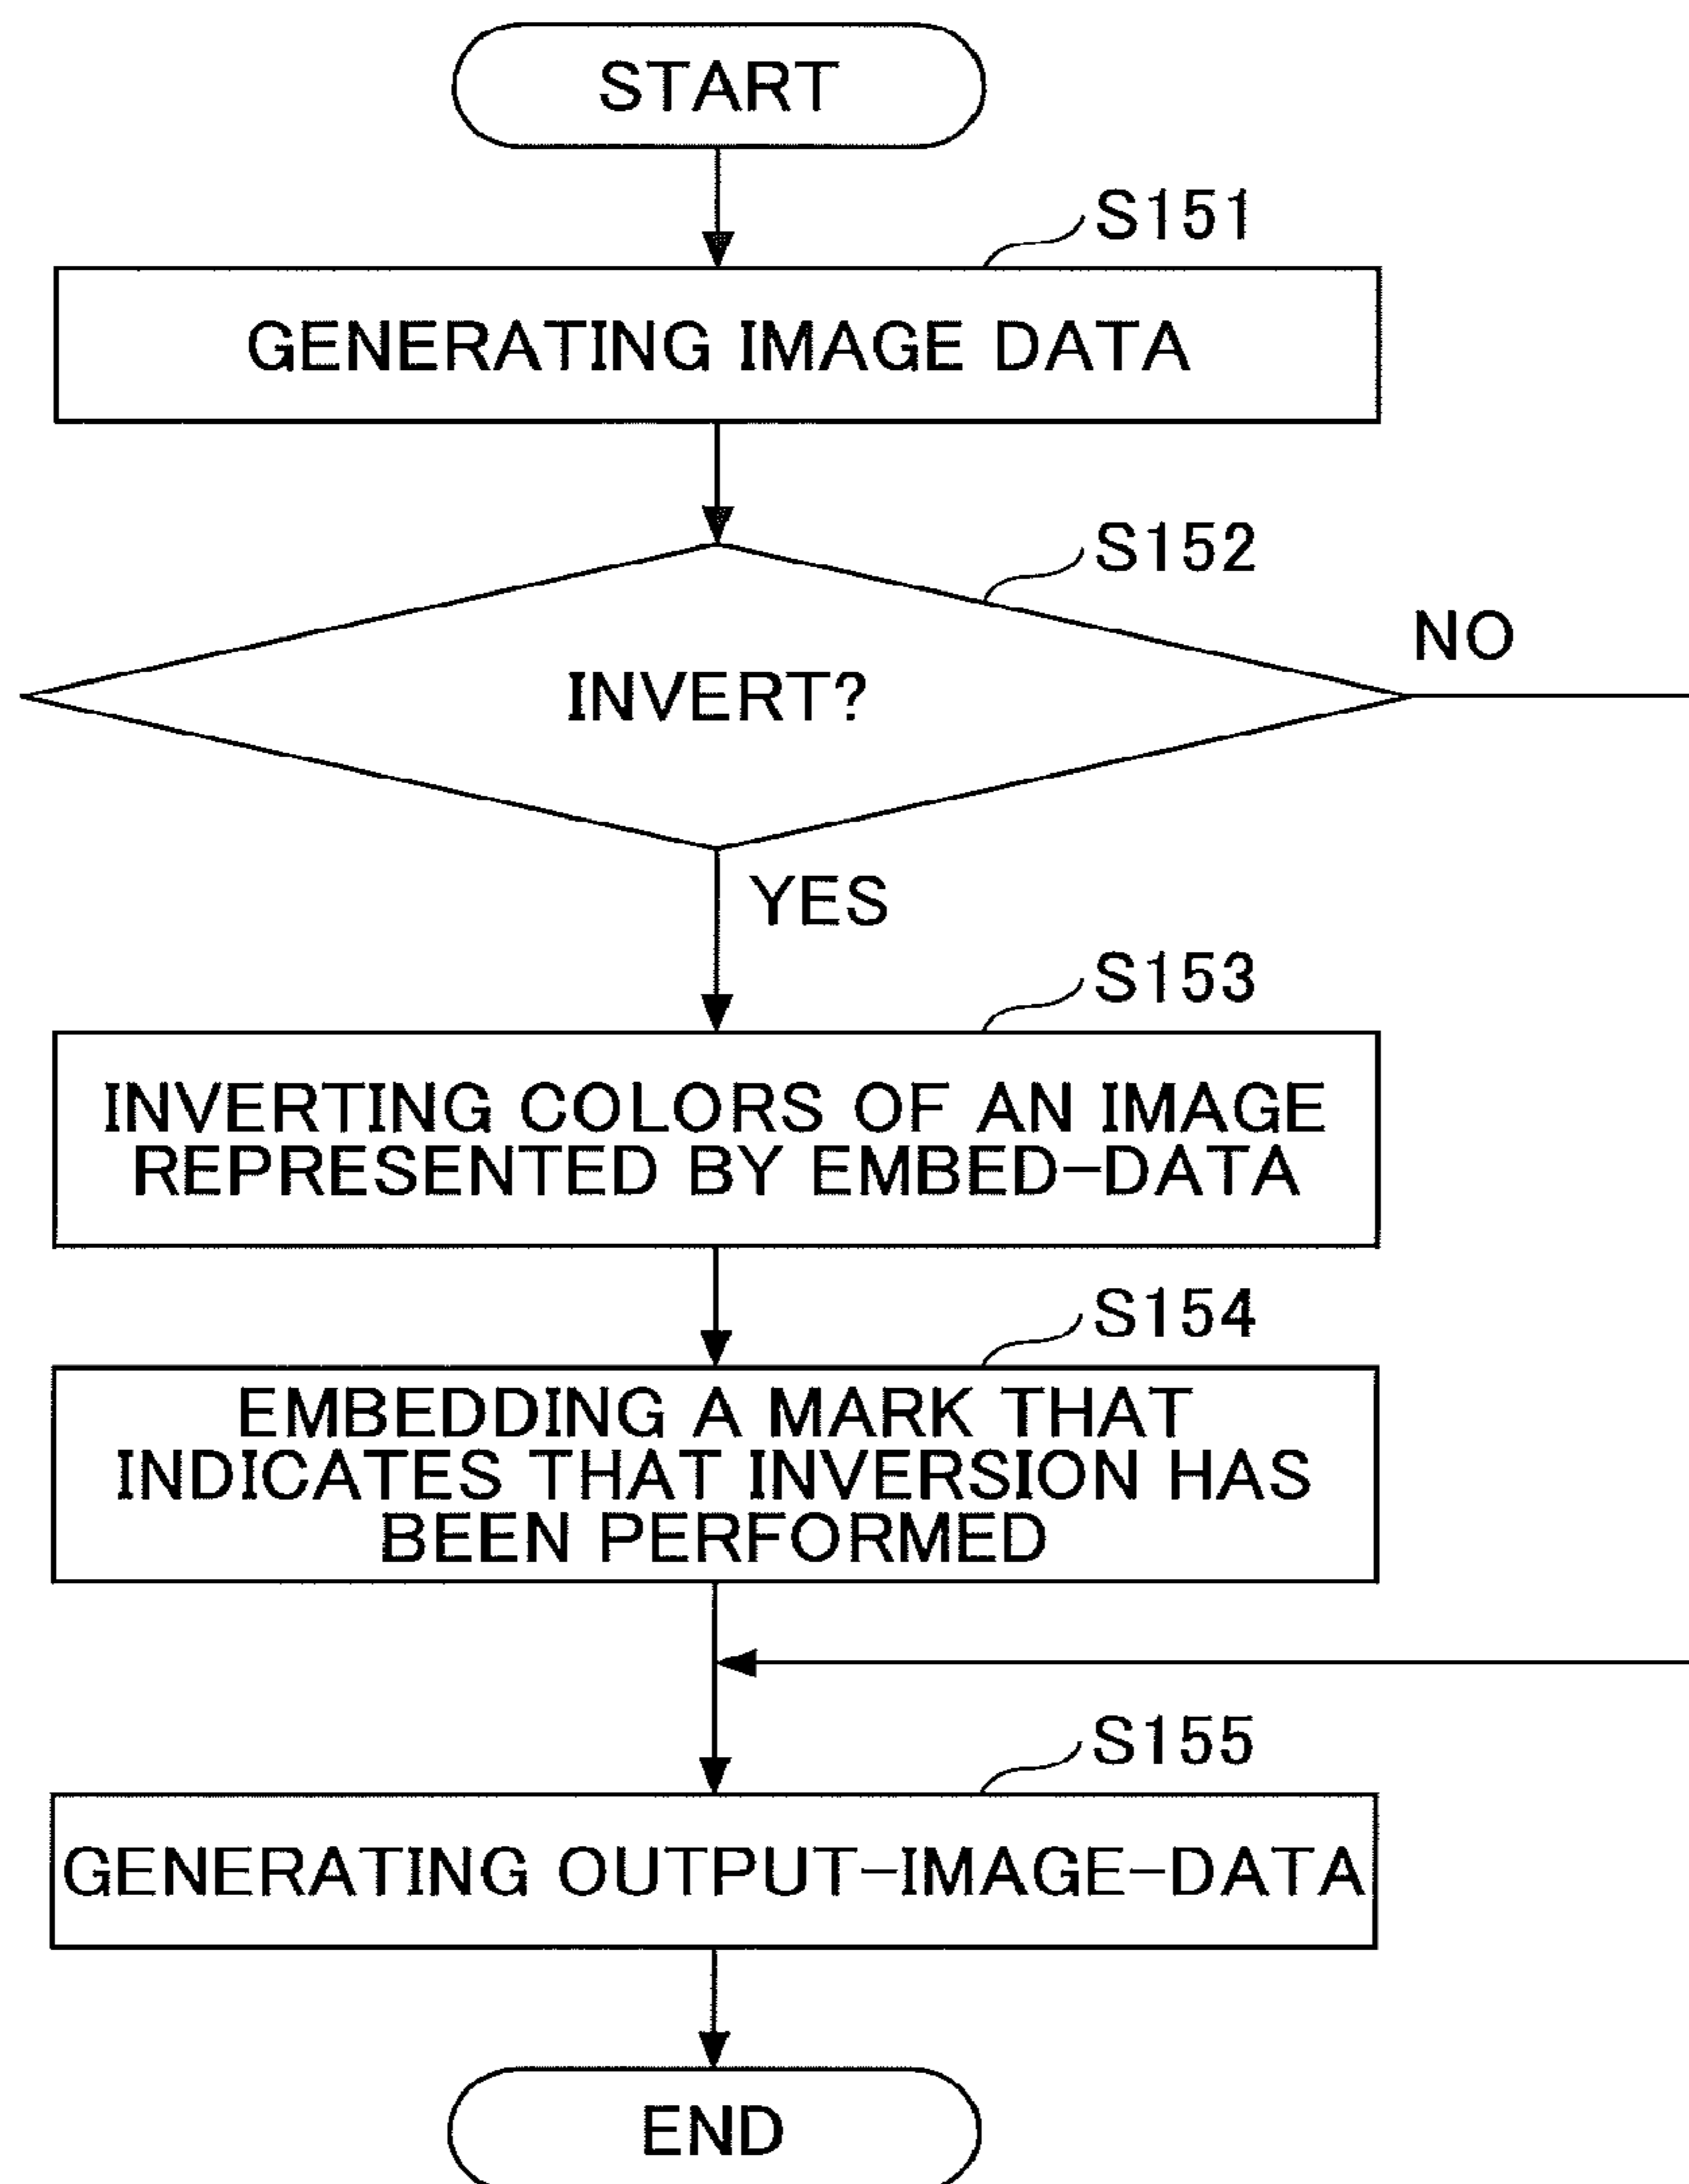 START
S151
GENERATING IMAGE DATA
S152
INVERT?
NO
YES
S153
INVERTING COLORS OF AN IMAGE
REPRESENTED BY EMBED-DATA
S154
EMBEDDING A MARK THAT
INDICATES THAT INVERSION HAS
BEEN PERFORMED
S155
GENERATING OUTPUT-IMAGE-DATA
END